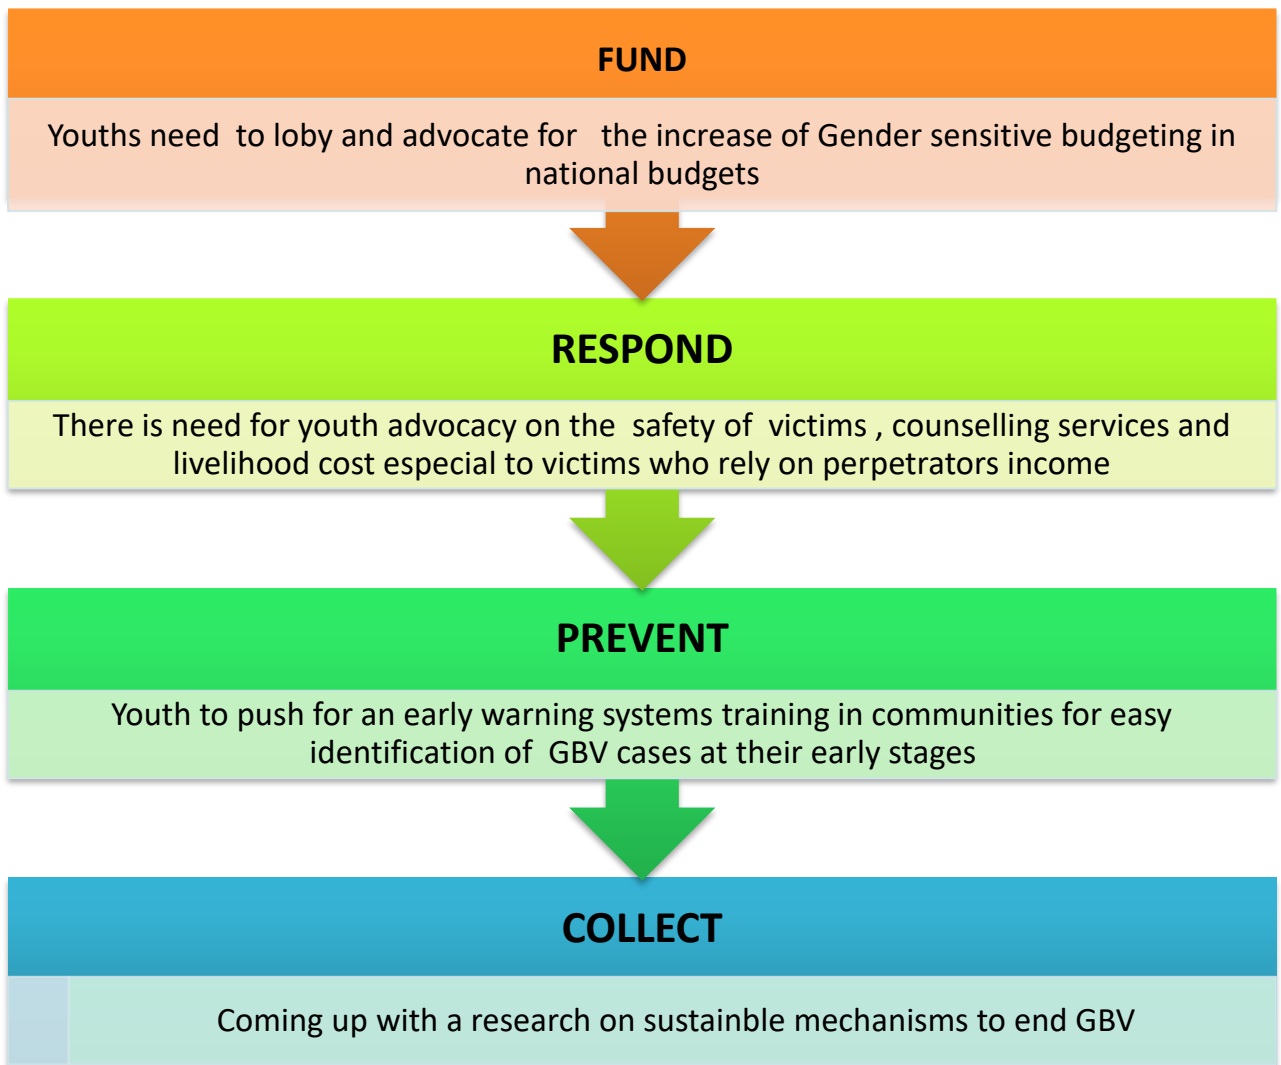 FUND
Youths need  to loby and advocate for   the increase of Gender sensitive budgeting in
national budgets
RESPOND
There is need for youth advocacy on the  safety of  victims , counselling services and
livelihood cost especial to victims who rely on perpetrators income
PREVENT
Youth to push for an early warning systems training in communities for easy
identification of  GBV cases at their early stages
COLLECT
Coming up with a research on sustainble mechanisms to end GBV